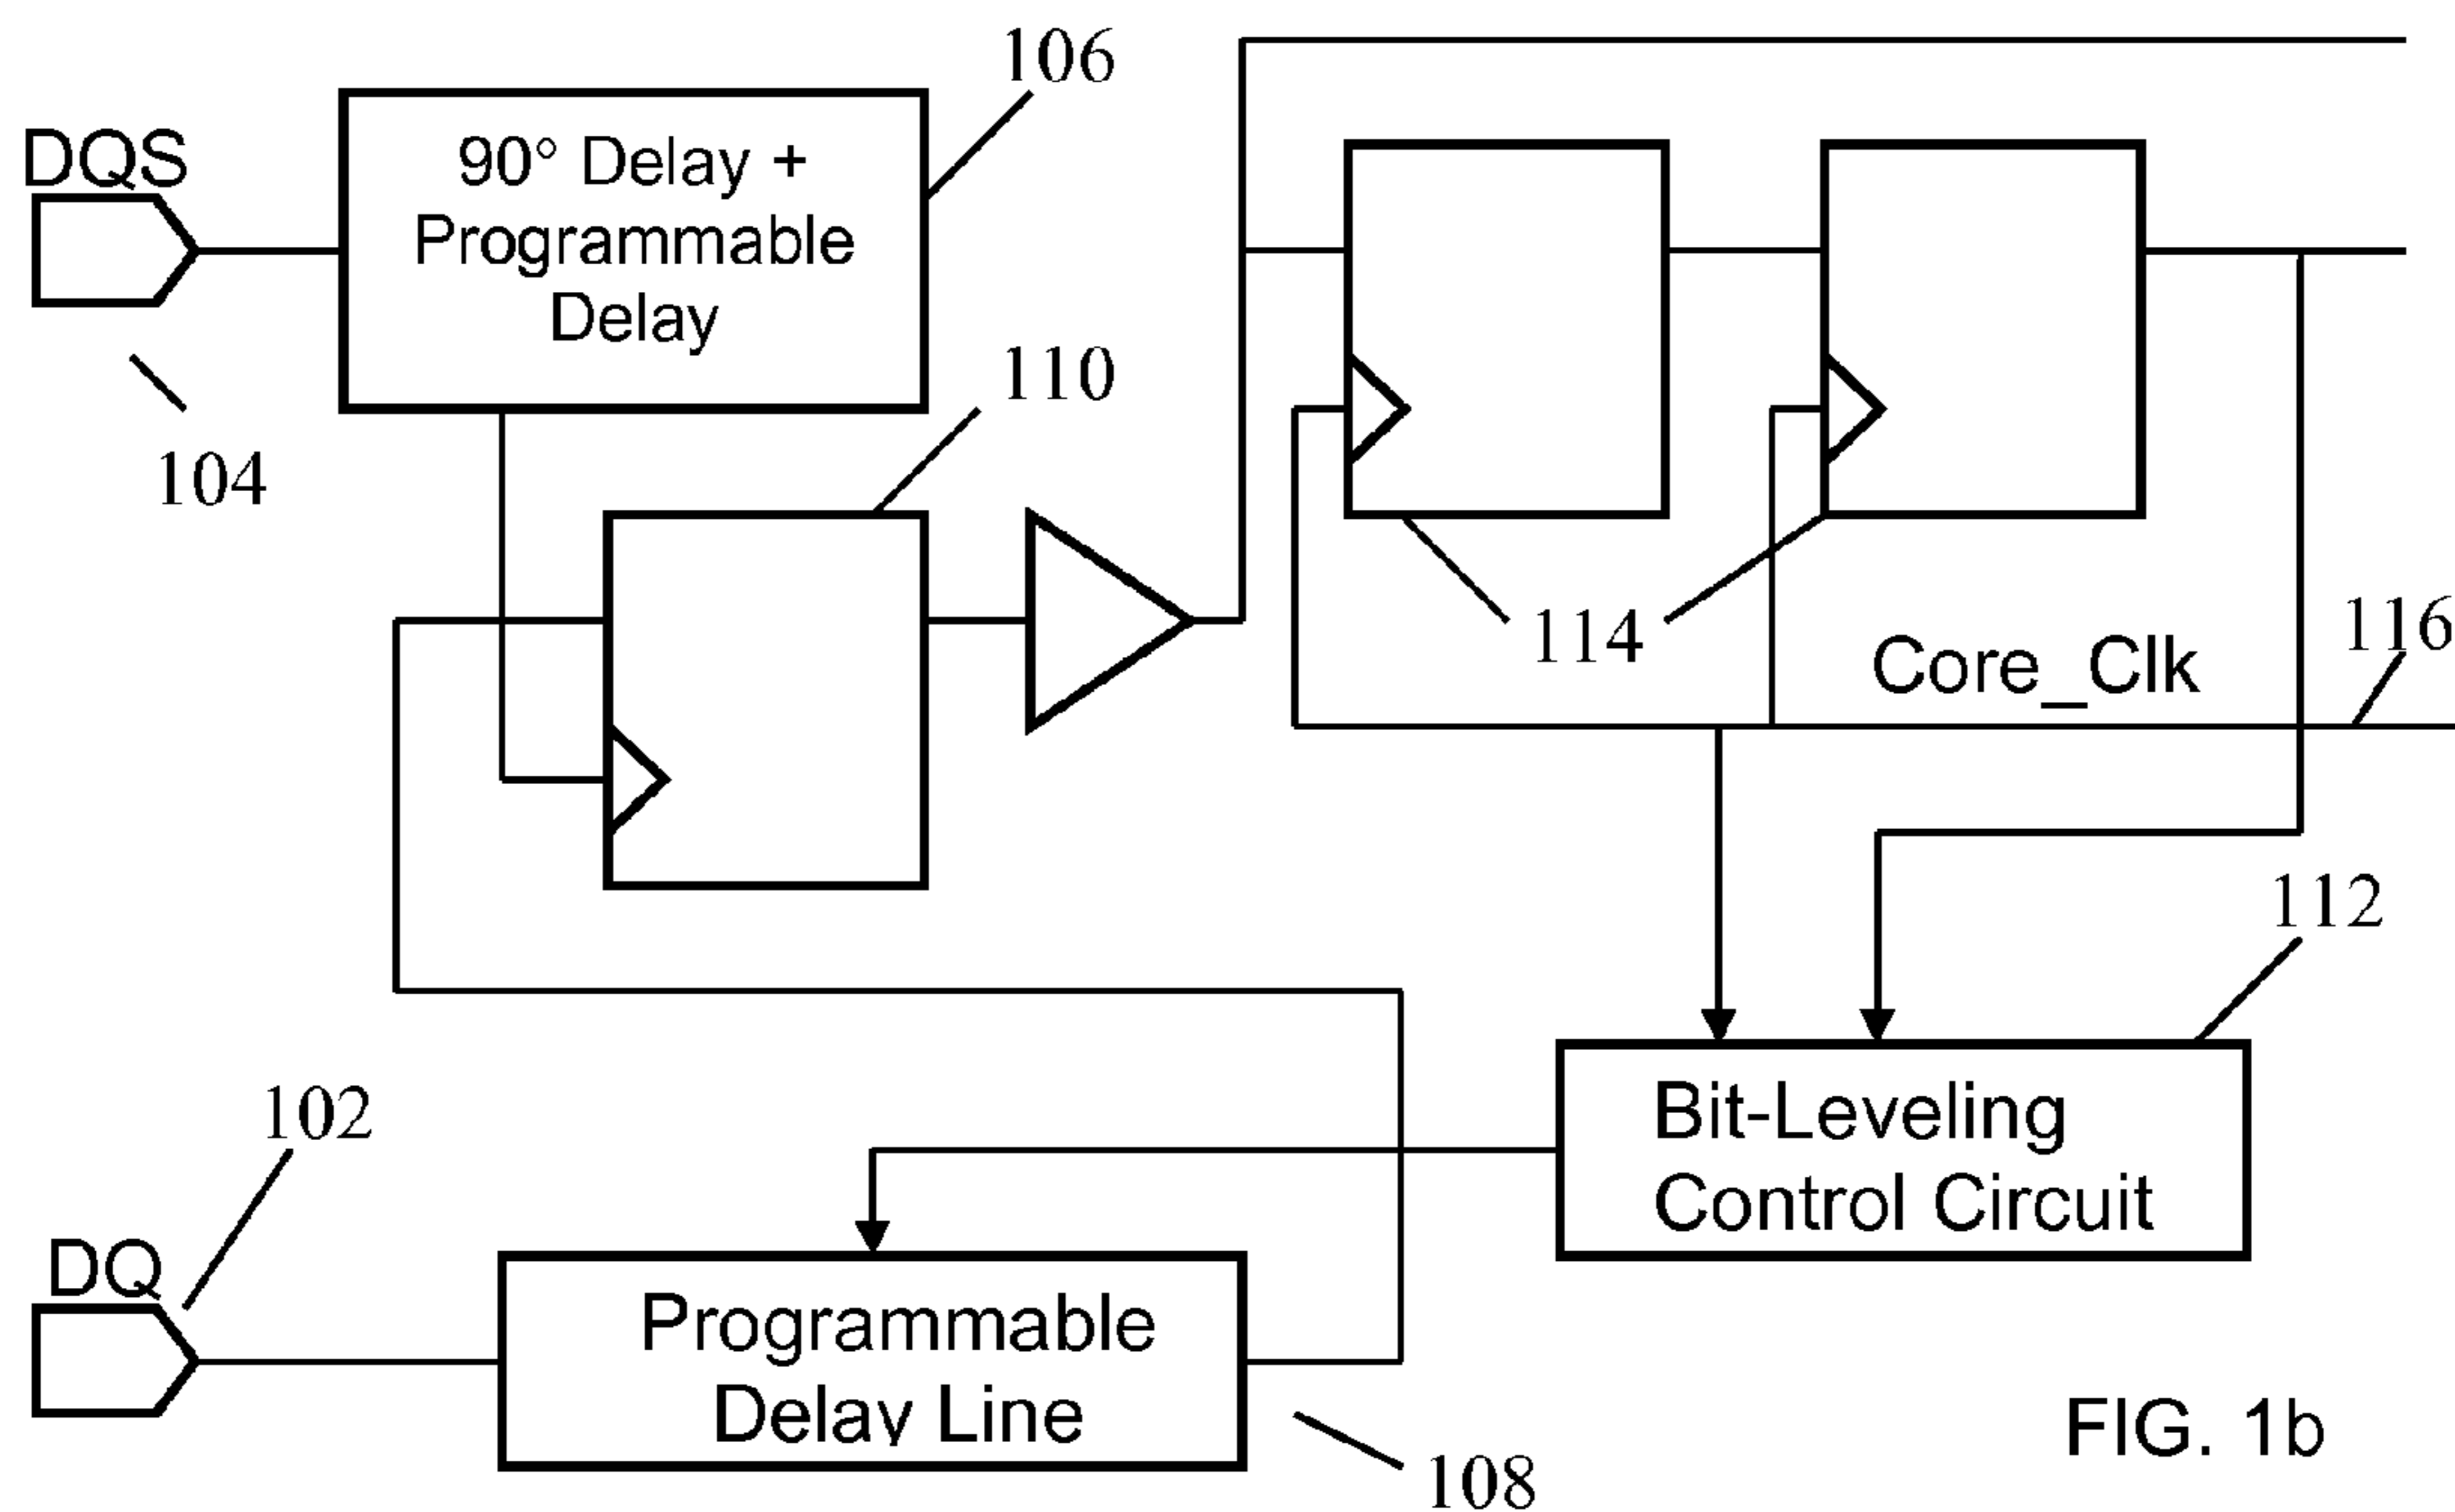 106
DQS
90° Delay +
Programmable
Delay
110
104
114
116
Core_Clk
112
102
Bit-Leveling
Control Circuit
DQ
Programmable
Delay Line
108
FIG. 1b